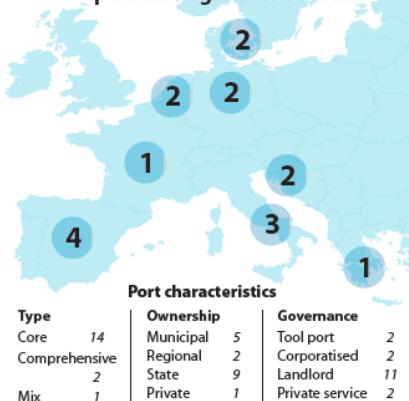 2
2
2
1
2
3
4
1
Port characteristics
Type
Core 14
Comprehensive
2
Mix 1
Ownership
Municipal 5
Regional 2
State 9
Private 1
Governance
Tool port 2
Corporatised 2
Landlord 11
Private service 2